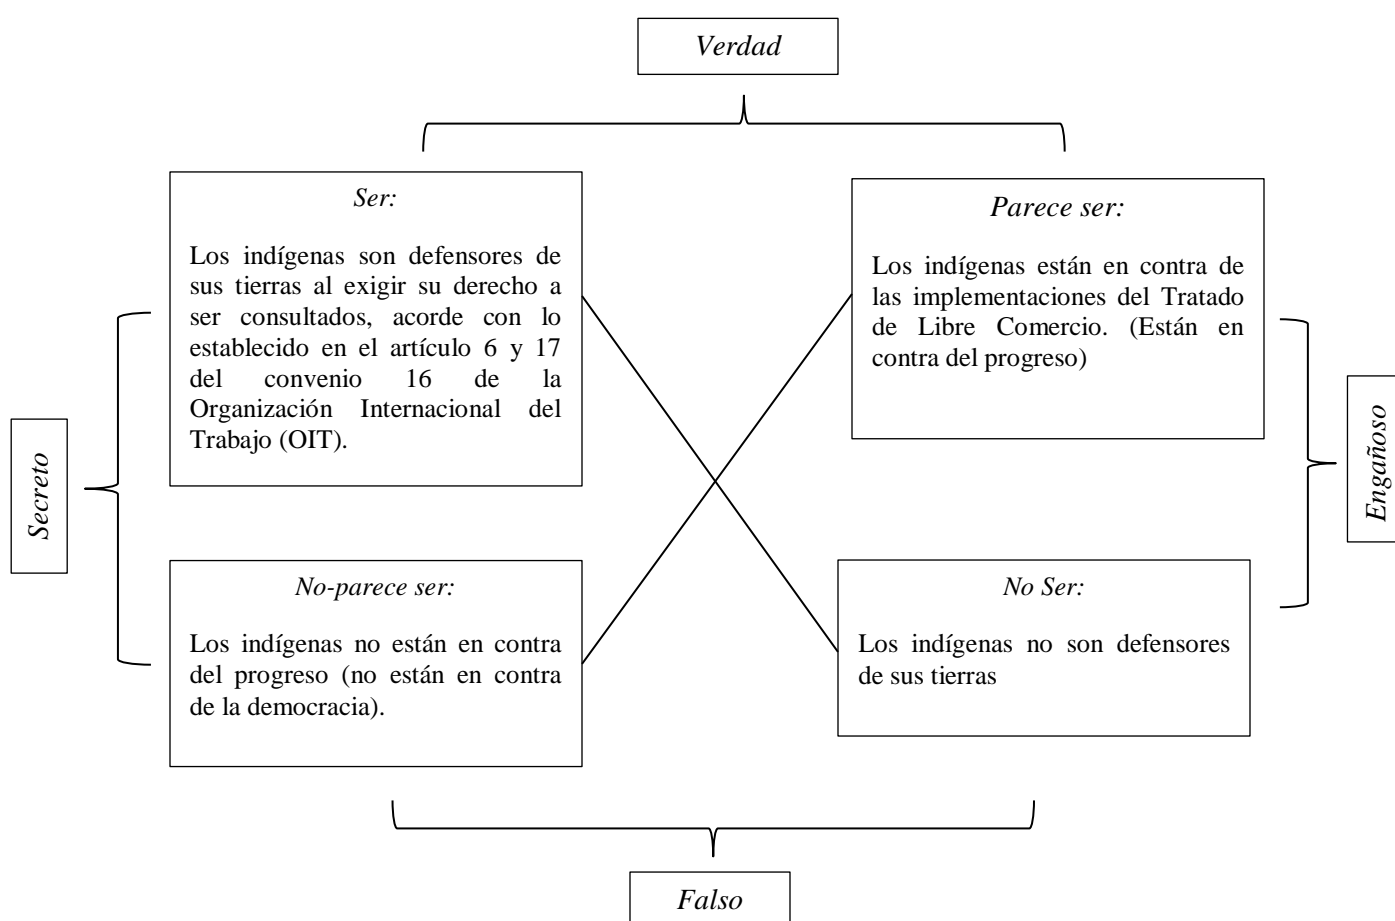 Verdad
Ser:
Los indígenas son defensores de
sus tierras al exigir su derecho a
ser consultados, acorde con lo
establecido en el artículo 6 y 17
del convenio 16 de la
Organización Internacional del
Trabajo (OIT).
Parece ser:
Los indígenas están en contra de
las implementaciones del Tratado
de Libre Comercio. (Están en
contra del progreso)
Secreto
Engañoso
No-parece ser:
Los indígenas no están en contra
del progreso (no están en contra
de la democracia).
No Ser:
Los indígenas no son defensores
de sus tierras
Falso